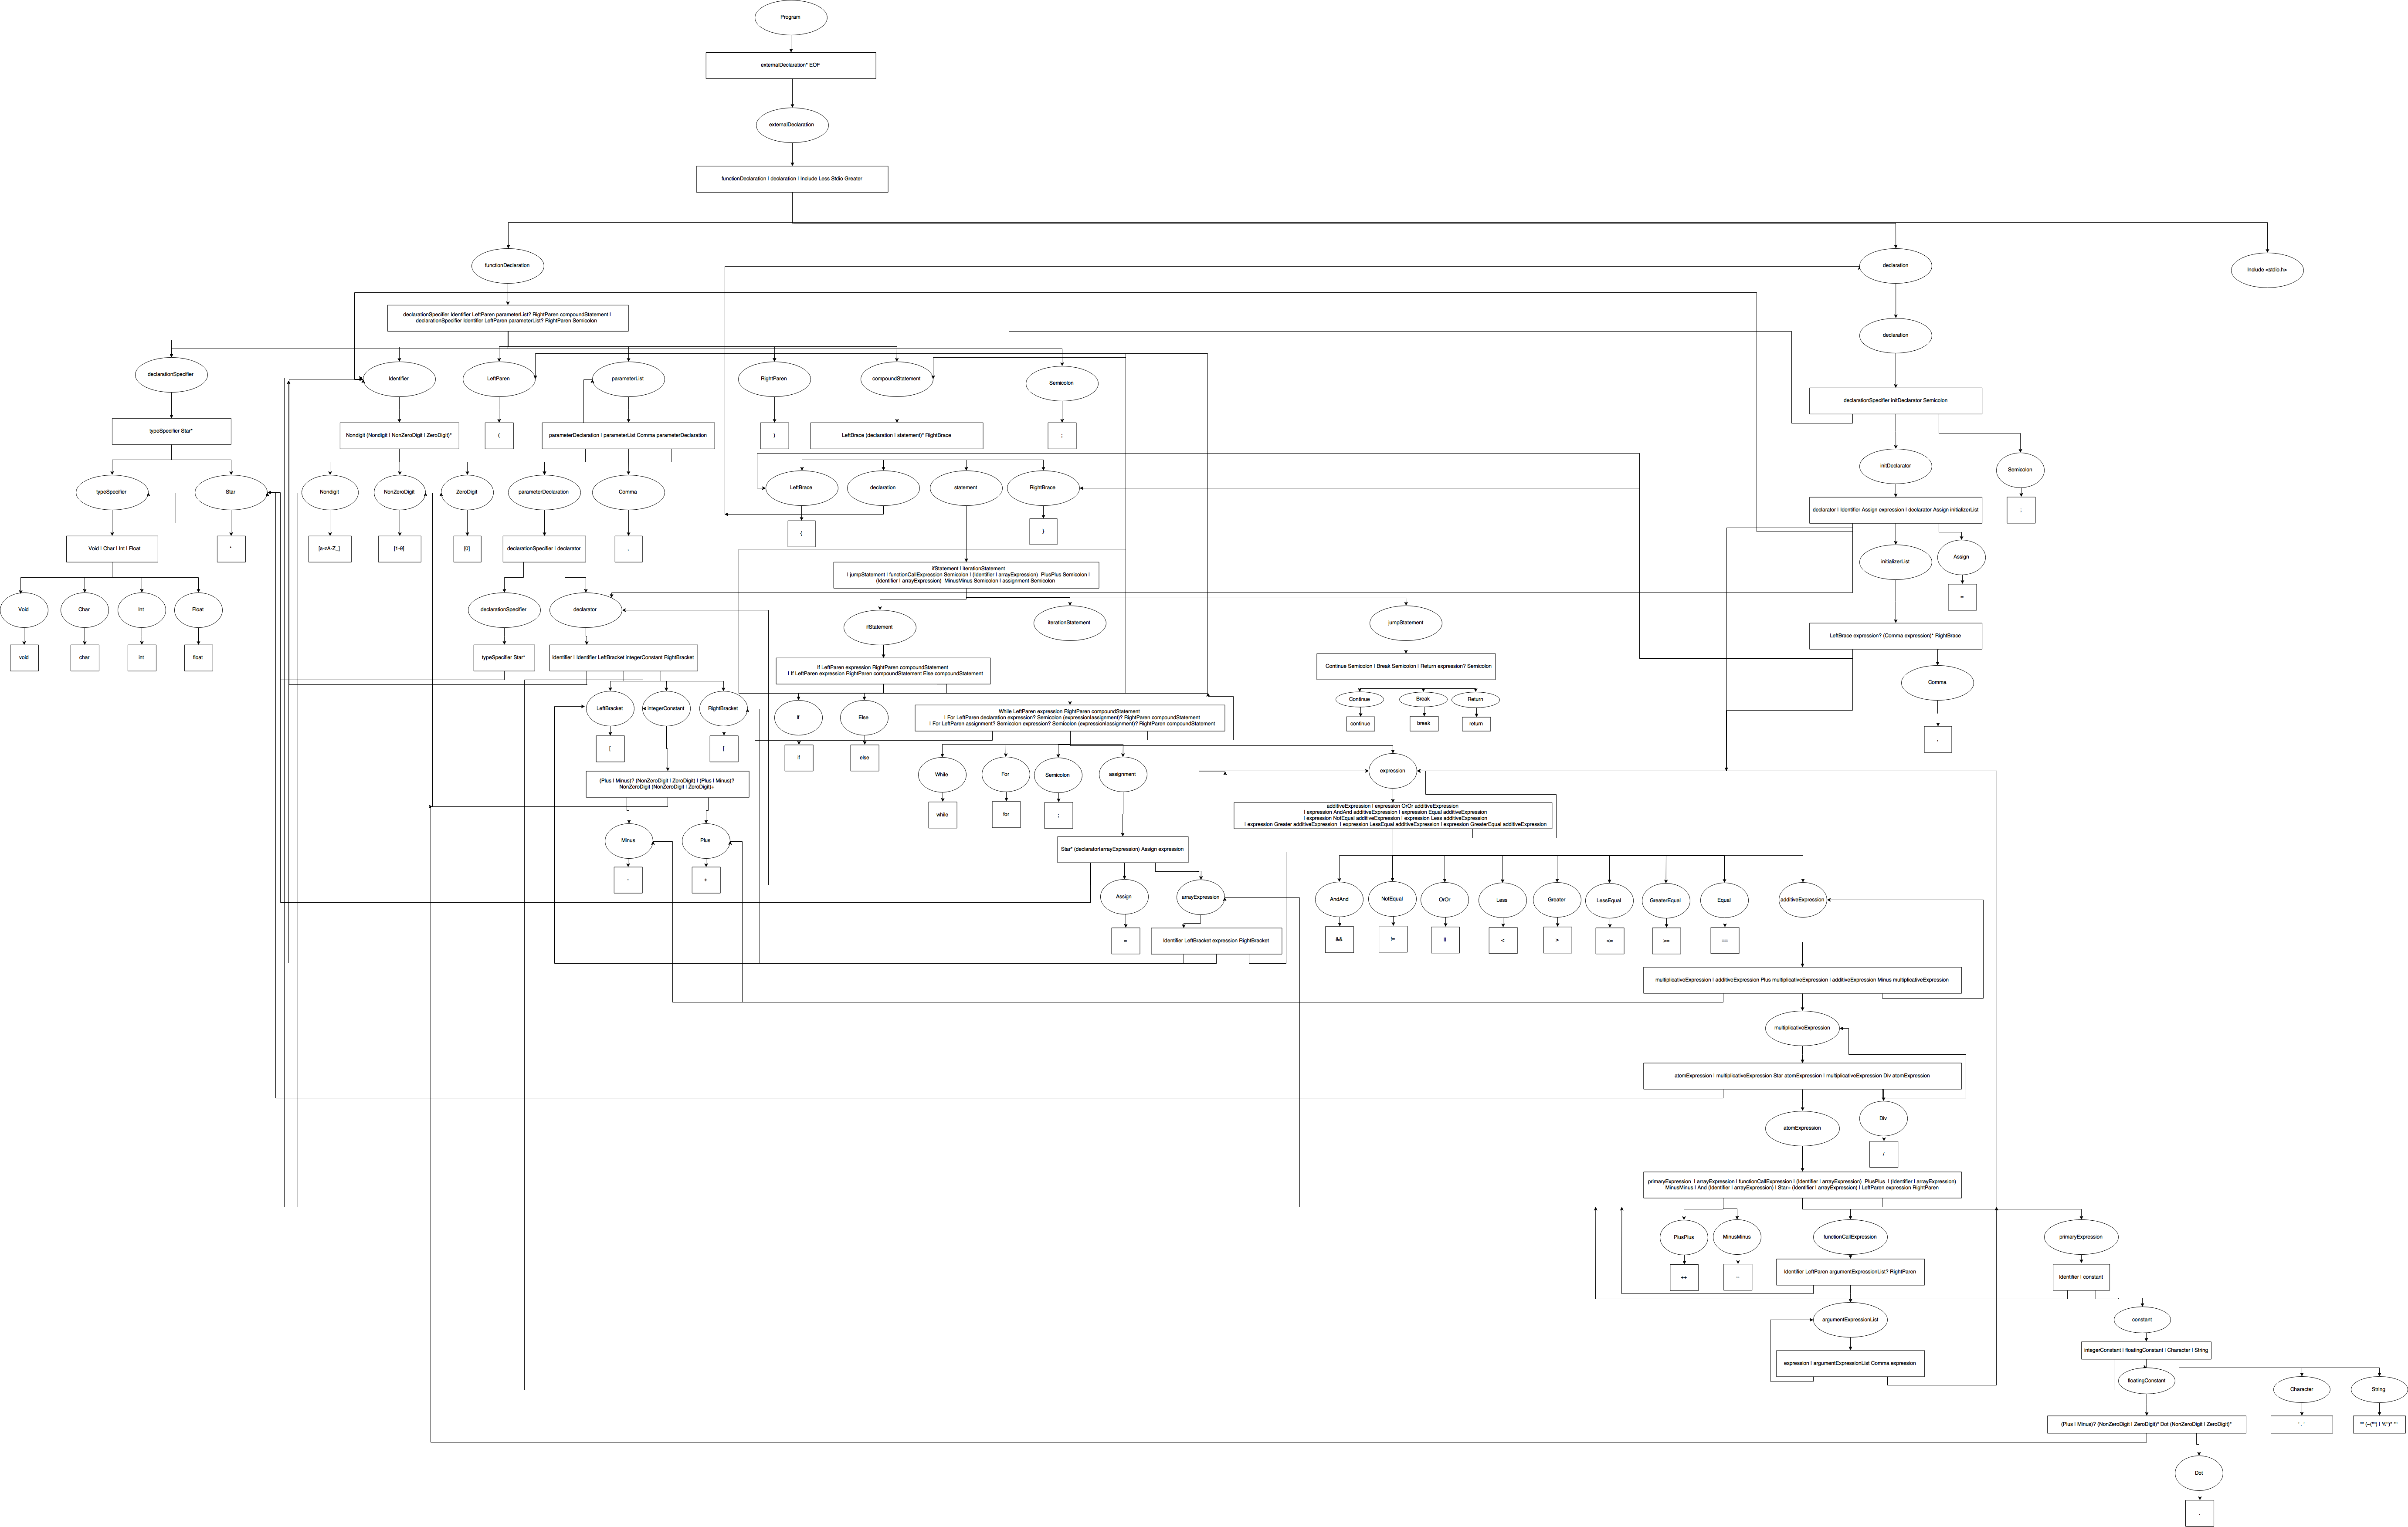 Program
externalDeclaration* EOF
externalDeclaration
functionDeclaration | declaration | Include Less Stdio Greater
functionDeclaration
declaration
Include <stdio.h>
declarationSpecifier Identifier LeftParen parameterList? RightParen compoundStatement |
declarationSpecifier Identifier LeftParen parameterList? RightParen Semicolon
declaration
declarationSpecifier
Identifier
LeftParen
parameterList
RightParen
compoundStatement
Semicolon
declarationSpecifier initDeclarator Semicolon
typeSpecifier Star*
Nondigit (Nondigit | NonZeroDigit | ZeroDigit)*
(
parameterDeclaration | parameterList Comma parameterDeclaration
)
LeftBrace (declaration | statement)* RightBrace
;
initDeclarator
Semicolon
typeSpecifier
Star
Nondigit
NonZeroDigit
ZeroDigit
parameterDeclaration
Comma
LeftBrace
declaration
statement
RightBrace
declarator | Identifier Assign expression | declarator Assign initializerList
;
{
}
Void | Char | Int | Float
*
[a-zA-Z_]
[1-9]
[0]
declarationSpecifier | declarator
,
initializerList
Assign
ifStatement | iterationStatement
| jumpStatement | functionCallExpression Semicolon | (Identifier | arrayExpression)  PlusPlus Semicolon |
(Identifier | arrayExpression)  MinusMinus Semicolon | assignment Semicolon
=
Void
Char
Int
Float
declarationSpecifier
declarator
ifStatement
iterationStatement
jumpStatement
LeftBrace expression? (Comma expression)* RightBrace
void
char
int
float
typeSpecifier Star*
Identifier | Identifier LeftBracket integerConstant RightBracket
If LeftParen expression RightParen compoundStatement
| If LeftParen expression RightParen compoundStatement Else compoundStatement
Continue Semicolon | Break Semicolon | Return expression? Semicolon
Comma
LeftBracket
integerConstant
RightBracket
If
Else
While LeftParen expression RightParen compoundStatement
| For LeftParen declaration expression? Semicolon (expression|assignment)? RightParen compoundStatement
| For LeftParen assignment? Semicolon expression? Semicolon (expression|assignment)? RightParen compoundStatement
Continue
Break
Return
continue
break
return
,
[
if
else
(Plus | Minus)? (NonZeroDigit | ZeroDigit) | (Plus | Minus)?
NonZeroDigit (NonZeroDigit | ZeroDigit)+
While
For
Semicolon
assignment
expression
while
for
;
additiveExpression | expression OrOr additiveExpression
| expression AndAnd additiveExpression | expression Equal additiveExpression
| expression NotEqual additiveExpression | expression Less additiveExpression
| expression Greater additiveExpression  | expression LessEqual additiveExpression | expression GreaterEqual additiveExpression
Minus
Plus
-
+
Star* (declarator|arrayExpression) Assign expression
Assign
arrayExpression
AndAnd
NotEqual
OrOr
Less
Greater
LessEqual
GreaterEqual
Equal
additiveExpression
=
Identifier LeftBracket expression RightBracket
&&
!=
||
<
>
<=
>=
==
multiplicativeExpression | additiveExpression Plus multiplicativeExpression | additiveExpression Minus multiplicativeExpression
multiplicativeExpression
atomExpression | multiplicativeExpression Star atomExpression | multiplicativeExpression Div atomExpression
atomExpression
Div
/
primaryExpression  | arrayExpression | functionCallExpression | (Identifier | arrayExpression)  PlusPlus  | (Identifier | arrayExpression)
MinusMinus | And (Identifier | arrayExpression) | Star+ (Identifier | arrayExpression) | LeftParen expression RightParen
PlusPlus
MinusMinus
functionCallExpression
primaryExpression
++
Identifier LeftParen argumentExpressionList? RightParen
Identifier | constant
argumentExpressionList
constant
expression | argumentExpressionList Comma expression
integerConstant | floatingConstant | Character | String
floatingConstant
Character
String
(Plus | Minus)? (NonZeroDigit | ZeroDigit)* Dot (NonZeroDigit | ZeroDigit)*
Dot
.